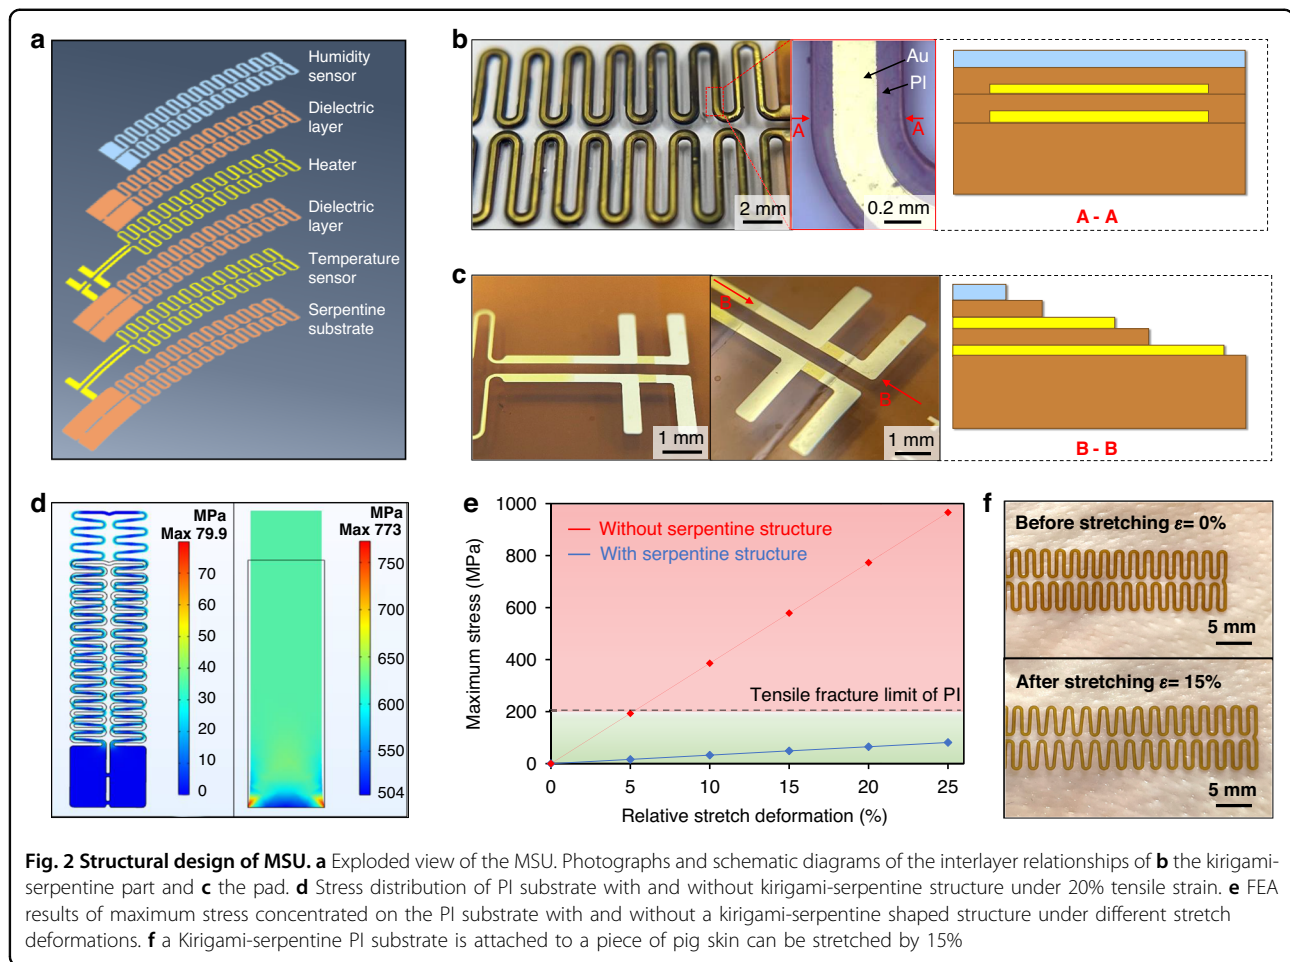 a
Humidity
sensor
Dielectric
layer
Heater
Dielectric
layer
Temperature
sensor
Serpentine
substrate
b
2 mm
Au
PI
A
A
0.2 mm
A - A
c
1 mm
B
B
1 mm
B - B
d
MPa
Max 79.9
70
60
50
40
30
20
10
0
MPa
Max 773
750
700
650
600
550
504
e
Maximum stress (MPa)
1000
800
600
400
200
0
Without serpentine structure
With serpentine structure
Tensile fracture limit of PI
0 5 10 15 20 25
Relative stretch deformation (%)
f
Before stretching ε= 0%
5 mm
After stretching ε= 15%
5 mm
Fig. 2 Structural design of MSU. a Exploded view of the MSU. Photographs and schematic diagrams of the interlayer relationships of b the kirigami-
serpentine part and c the pad. d Stress distribution of PI substrate with and without kirigami-serpentine structure under 20% tensile strain. e FEA
results of maximum stress concentrated on the PI substrate with and without a kirigami-serpentine shaped structure under different stretch
deformations. f a Kirigami-serpentine PI substrate is attached to a piece of pig skin can be stretched by 15%